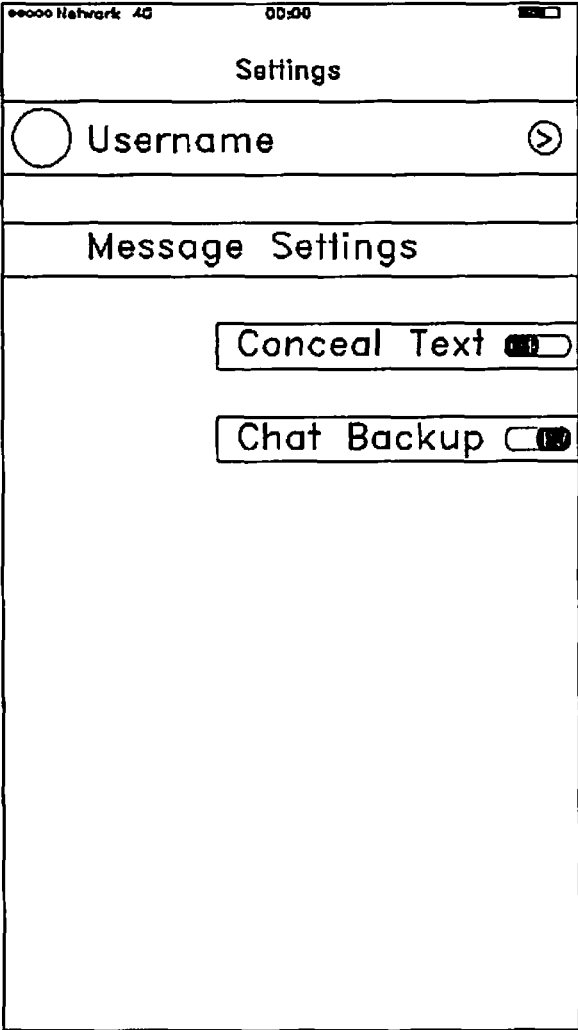 Network 4G 00:00
Settings
Username
Message Settings
Conceal Text
Chat Backup